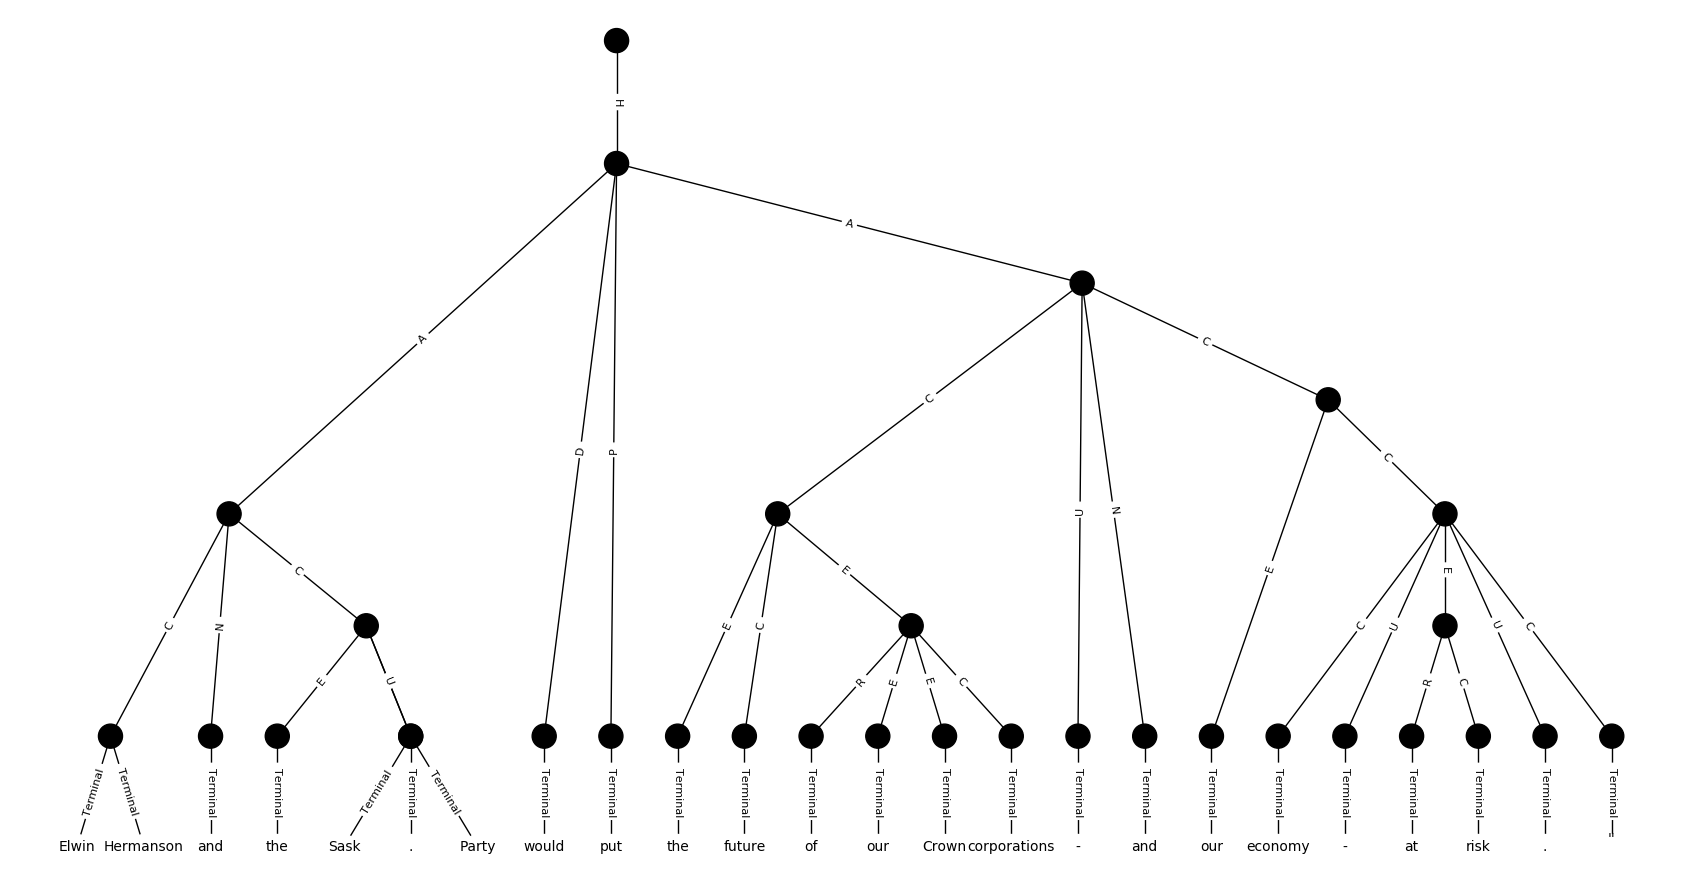 H
A
A
C
C
C
D
P
C
U
N
E
C
N
C
E
E
E
C
C
U
U
C
E
U
R
E
E
C
R
C
Terminal Terminal Terminal Terminal Terminal Terminal Terminal Terminal Terminal Terminal Terminal Terminal Terminal Terminal Terminal Terminal Terminal Terminal Terminal Terminal Terminal Terminal Terminal Terminal
Elwin Hermanson and the Sask . Party would put the future of our Crown corporations - and our economy - at risk . "